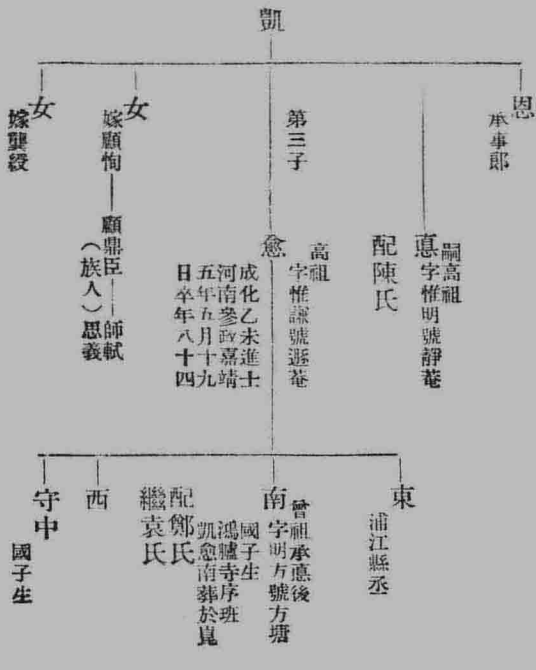 凱
恩
承事郎
嗣高祖
悳字惟明號靜菴
配陳氏
第三子
高祖
愈字惟謙號遯菴
成化乙未進士
河南參政嘉靖
五年五月十九
日卒年八十四
女
嫁顧恂
顧鼎臣
師軾
(族人)思義
女
嫁龔綬
東
浦江縣丞
曾祖承悳後
南字明方號方塘
國子生
鴻臚寺序班
凱愈南葬於崑
配鄭氏
繼袁氏
西
守中
國子生